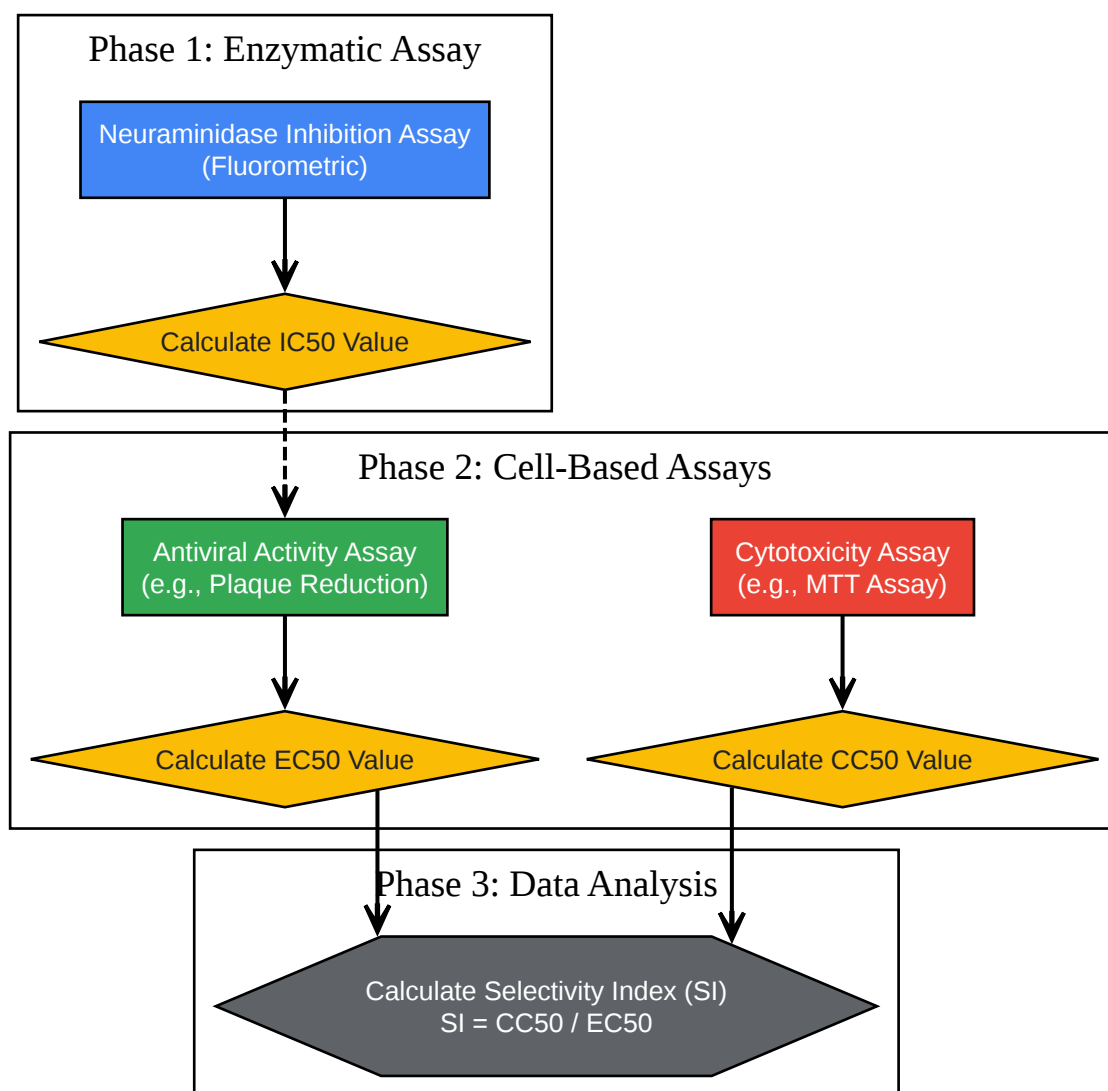 Phase 1: Enzymatic Assay
Neuraminidase Inhibition Assay
(Fluorometric)
Calculate IC50 Value
Phase 2: Cell-Based Assays
Antiviral Activity Assay
(e.g., Plaque Reduction)
Cytotoxicity Assay
(e.g., MTT Assay)
Calculate EC50 Value
Calculate CC50 Value
Phase 3: Data Analysis
Calculate Selectivity Index (SI)
SI = CC50 / EC50